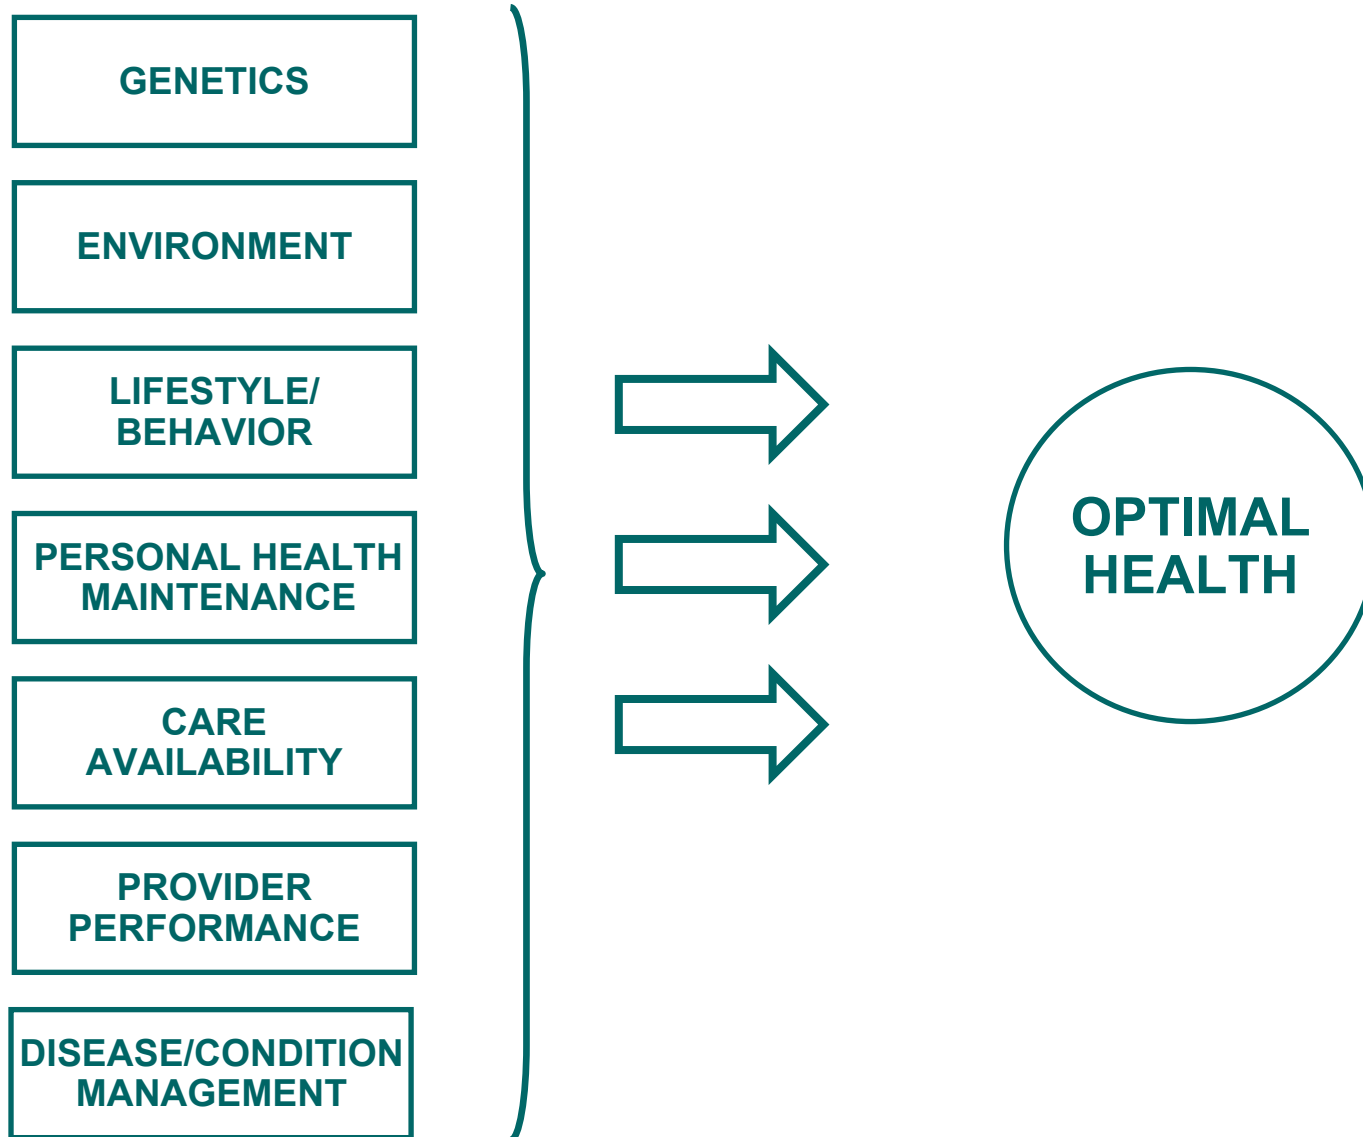 GENETICS
ENVIRONMENT
LIFESTYLE/
BEHAVIOR
PERSONAL HEALTH
MAINTENANCE
CARE
AVAILABILITY
PROVIDER
PERFORMANCE
DISEASE/CONDITION
MANAGEMENT
OPTIMAL
HEALTH